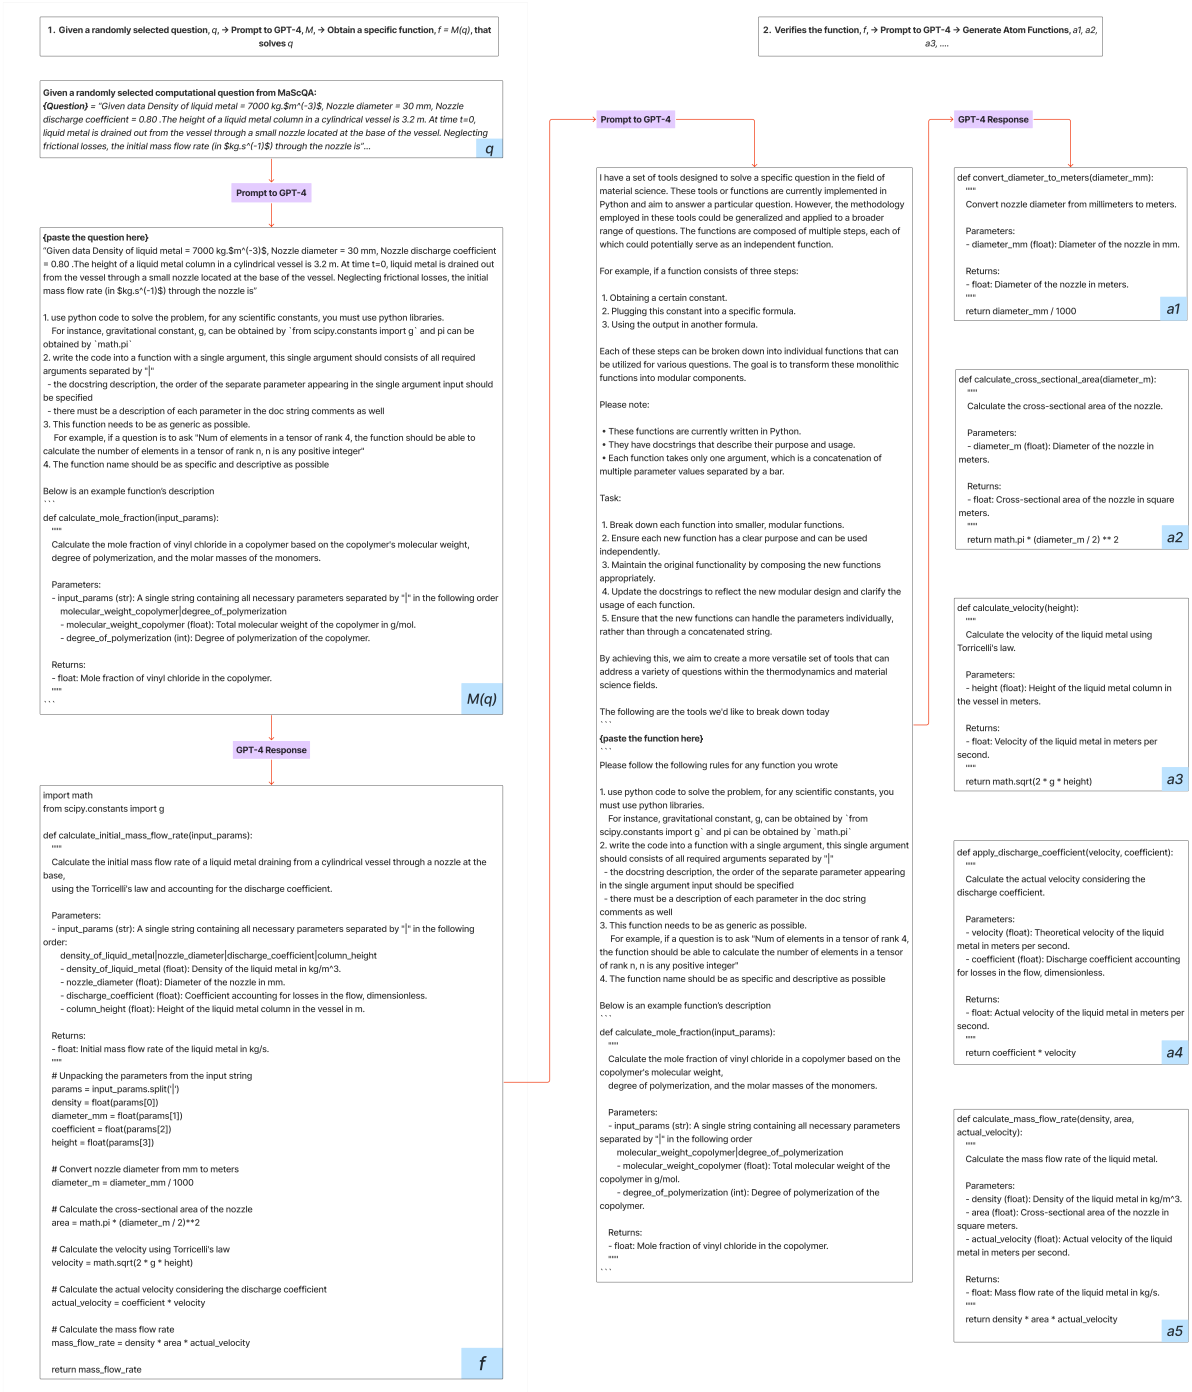 1. Given a randomly selected question, q, → Prompt to GPT-4, M, → Obtain a specific function, f = M(q), that
solves q
Given a randomly selected computational question from MaScQA:
{Question} = "Given data Density of liquid metal = 7000 kg.$m^(-3)$, Nozzle diameter = 30 mm, Nozzle
discharge coefficient = 0.80 .The height of a liquid metal column in a cylindrical vessel is 3.2 m. At time t=0,
liquid metal is drained out from the vessel through a small nozzle located at the base of the vessel. Neglecting
frictional losses, the initial mass flow rate (in $kg.s^(-1)$) through the nozzle is"...
q
Prompt to GPT-4
{paste the question here}
"Given data Density of liquid metal = 7000 kg.$m^(-3)$, Nozzle diameter = 30 mm, Nozzle discharge coefficient
= 0.80 .The height of a liquid metal column in a cylindrical vessel is 3.2 m. At time t=0, liquid metal is drained out
from the vessel through a small nozzle located at the base of the vessel. Neglecting frictional losses, the initial
mass flow rate (in $kg.s^(-1)$) through the nozzle is"
1. use python code to solve the problem, for any scientific constants, you must use python libraries.
For instance, gravitational constant, g, can be obtained by `from scipy.constants import g` and pi can be
obtained by `math.pi`
2. write the code into a function with a single argument, this single argument should consists of all required
arguments separated by "|"
- the docstring description, the order of the separate parameter appearing in the single argument input should
be specified
- there must be a description of each parameter in the doc string comments as well
3. This function needs to be as generic as possible.
For example, if a question is to ask "Num of elements in a tensor of rank 4, the function should be able to
calculate the number of elements in a tensor of rank n, n is any positive integer"
4. The function name should be as specific and descriptive as possible
Below is an example function's description
```
def calculate_mole_fraction(input_params):
"""
Calculate the mole fraction of vinyl chloride in a copolymer based on the copolymer's molecular weight,
degree of polymerization, and the molar masses of the monomers.
Parameters:
- input_params (str): A single string containing all necessary parameters separated by "|" in the following order
molecular_weight_copolymer|degree_of_polymerization
- molecular_weight_copolymer (float): Total molecular weight of the copolymer in g/mol.
- degree_of_polymerization (int): Degree of polymerization of the copolymer.
Returns:
- float: Mole fraction of vinyl chloride in the copolymer.
"""
```
M(q)
GPT-4 Response
import math
from scipy.constants import g
def calculate_initial_mass_flow_rate(input_params):
"""
Calculate the initial mass flow rate of a liquid metal draining from a cylindrical vessel through a nozzle at the
base,
using the Torricelli's law and accounting for the discharge coefficient.
Parameters:
- input_params (str): A single string containing all necessary parameters separated by "|" in the following
order:
density_of_liquid_metal|nozzle_diameter|discharge_coefficient|column_height
- density_of_liquid_metal (float): Density of the liquid metal in kg/m^3.
- nozzle_diameter (float): Diameter of the nozzle in mm.
- discharge_coefficient (float): Coefficient accounting for losses in the flow, dimensionless.
- column_height (float): Height of the liquid metal column in the vessel in m.
Returns:
- float: Initial mass flow rate of the liquid metal in kg/s.
"""
# Unpacking the parameters from the input string
params = input_params.split('|')
density = float(params[0])
diameter_mm = float(params[1])
coefficient = float(params[2])
height = float(params[3])
# Convert nozzle diameter from mm to meters
diameter_m = diameter_mm / 1000
# Calculate the cross-sectional area of the nozzle
area = math.pi * (diameter_m / 2)**2
# Calculate the velocity using Torricelli's law
velocity = math.sqrt(2 * g * height)
# Calculate the actual velocity considering the discharge coefficient
actual_velocity = coefficient * velocity
# Calculate the mass flow rate
mass_flow_rate = density * area * actual_velocity
return mass_flow_rate
f
2. Verifies the function, f, → Prompt to GPT-4 → Generate Atom Functions, a1, a2,
a3, ....
Prompt to GPT-4
I have a set of tools designed to solve a specific question in the field of
material science. These tools or functions are currently implemented in
Python and aim to answer a particular question. However, the methodology
employed in these tools could be generalized and applied to a broader
range of questions. The functions are composed of multiple steps, each of
which could potentially serve as an independent function.
For example, if a function consists of three steps:
1. Obtaining a certain constant.
2. Plugging this constant into a specific formula.
3. Using the output in another formula.
Each of these steps can be broken down into individual functions that can
be utilized for various questions. The goal is to transform these monolithic
functions into modular components.
Please note:
• These functions are currently written in Python.
• They have docstrings that describe their purpose and usage.
• Each function takes only one argument, which is a concatenation of
multiple parameter values separated by a bar.
Task:
1. Break down each function into smaller, modular functions.
2. Ensure each new function has a clear purpose and can be used
independently.
3. Maintain the original functionality by composing the new functions
appropriately.
4. Update the docstrings to reflect the new modular design and clarify the
usage of each function.
5. Ensure that the new functions can handle the parameters individually,
rather than through a concatenated string.
By achieving this, we aim to create a more versatile set of tools that can
address a variety of questions within the thermodynamics and material
science fields.
The following are the tools we'd like to break down today
```
{paste the function here}
```
Please follow the following rules for any function you wrote
1. use python code to solve the problem, for any scientific constants, you
must use python libraries.
For instance, gravitational constant, g, can be obtained by `from
scipy.constants import g` and pi can be obtained by `math.pi`
2. write the code into a function with a single argument, this single argument
should consists of all required arguments separated by "|"
- the docstring description, the order of the separate parameter appearing
in the single argument input should be specified
- there must be a description of each parameter in the doc string
comments as well
3. This function needs to be as generic as possible.
For example, if a question is to ask "Num of elements in a tensor of rank 4,
the function should be able to calculate the number of elements in a tensor
of rank n, n is any positive integer"
4. The function name should be as specific and descriptive as possible
Below is an example function's description
```
def calculate_mole_fraction(input_params):
"""
Calculate the mole fraction of vinyl chloride in a copolymer based on the
copolymer's molecular weight,
degree of polymerization, and the molar masses of the monomers.
Parameters:
- input_params (str): A single string containing all necessary parameters
separated by "|" in the following order
molecular_weight_copolymer|degree_of_polymerization
- molecular_weight_copolymer (float): Total molecular weight of the
copolymer in g/mol.
- degree_of_polymerization (int): Degree of polymerization of the
copolymer.
Returns:
- float: Mole fraction of vinyl chloride in the copolymer.
"""
```
GPT-4 Response
def convert_diameter_to_meters(diameter_mm):
"""
Convert nozzle diameter from millimeters to meters.
Parameters:
- diameter_mm (float): Diameter of the nozzle in mm.
Returns:
- float: Diameter of the nozzle in meters.
"""
return diameter_mm / 1000
a1
def calculate_cross_sectional_area(diameter_m):
"""
Calculate the cross-sectional area of the nozzle.
Parameters:
- diameter_m (float): Diameter of the nozzle in
meters.
Returns:
- float: Cross-sectional area of the nozzle in square
meters.
"""
return math.pi * (diameter_m / 2) ** 2
a2
def calculate_velocity(height):
"""
Calculate the velocity of the liquid metal using
Torricelli's law.
Parameters:
- height (float): Height of the liquid metal column in
the vessel in meters.
Returns:
- float: Velocity of the liquid metal in meters per
second.
"""
return math.sqrt(2 * g * height)
a3
def apply_discharge_coefficient(velocity, coefficient):
"""
Calculate the actual velocity considering the
discharge coefficient.
Parameters:
- velocity (float): Theoretical velocity of the liquid
metal in meters per second.
- coefficient (float): Discharge coefficient accounting
for losses in the flow, dimensionless.
Returns:
- float: Actual velocity of the liquid metal in meters per
second.
"""
return coefficient * velocity
a4
def calculate_mass_flow_rate(density, area,
actual_velocity):
"""
Calculate the mass flow rate of the liquid metal.
Parameters:
- density (float): Density of the liquid metal in kg/m^3.
- area (float): Cross-sectional area of the nozzle in
square meters.
- actual_velocity (float): Actual velocity of the liquid
metal in meters per second.
Returns:
- float: Mass flow rate of the liquid metal in kg/s.
"""
return density * area * actual_velocity
a5